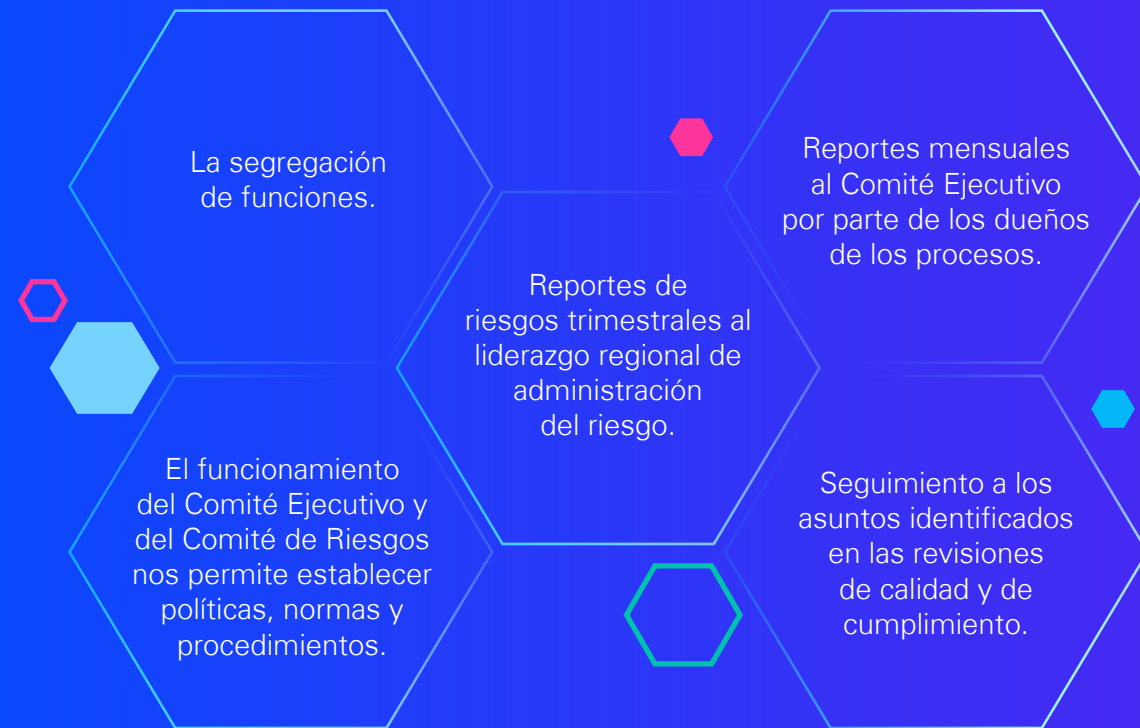 La segregación
de funciones.
El funcionamiento
del Comité Ejecutivo y
del Comité de Riesgos
nos permite establecer
políticas, normas y
procedimientos.
Reportes de
riesgos trimestrales al
liderazgo regional de
administración
del riesgo.
Reportes mensuales
al Comité Ejecutivo
por parte de los dueños
de los procesos.
Seguimiento a los
asuntos identificados
en las revisiones
de calidad y de
cumplimiento.